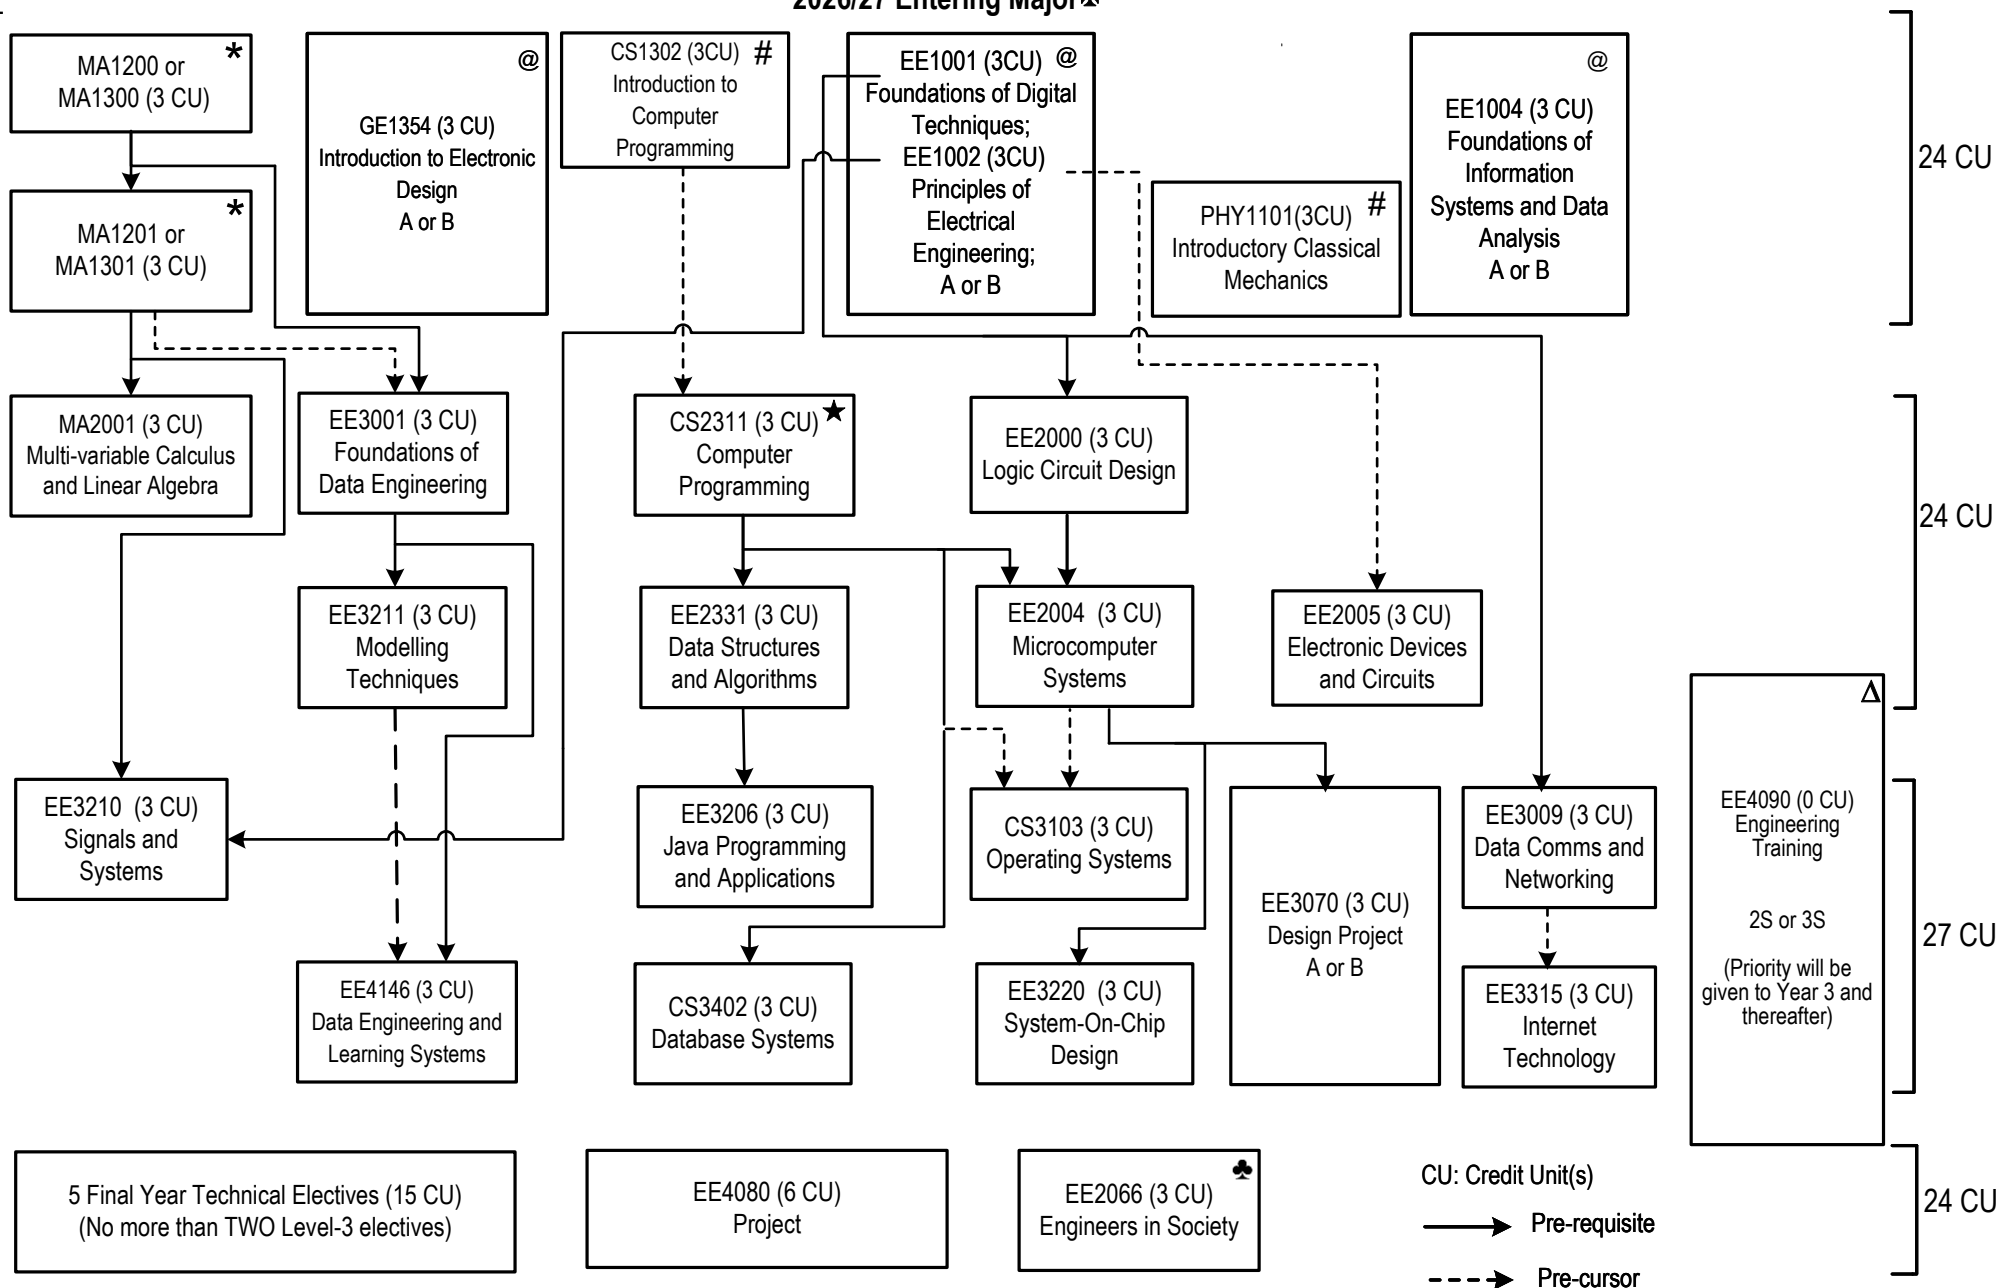 2026/27 Entering Major♣
MA1200 or
MA1300 (3 CU)
*
@
GE1354 (3 CU)
Introduction to Electronic
Design
A or B
CS1302 (3CU) #
Introduction to
Computer
Programming
EE1001 (3CU) @
Foundations of Digital
Techniques;
EE1002 (3CU)
Principles of
Electrical
Engineering;
A or B
PHY1101(3CU) #
Introductory Classical
Mechanics
@
EE1004 (3 CU)
Foundations of
Information
Systems and Data
Analysis
A or B
24 CU
*
MA1201 or
MA1301 (3 CU)
MA2001 (3 CU)
Multi-variable Calculus
and Linear Algebra
EE3001 (3 CU)
Foundations of
Data Engineering
CS2311 (3 CU) ★
Computer
Programming
EE2000 (3 CU)
Logic Circuit Design
24 CU
EE3211 (3 CU)
Modelling
Techniques
EE2331 (3 CU)
Data Structures
and Algorithms
EE2004 (3 CU)
Microcomputer
Systems
EE2005 (3 CU)
Electronic Devices
and Circuits
Δ
EE4090 (0 CU)
Engineering
Training
2S or 3S
(Priority will be
given to Year 3 and
thereafter)
EE3210 (3 CU)
Signals and
Systems
EE3206 (3 CU)
Java Programming
and Applications
CS3103 (3 CU)
Operating Systems
EE3070 (3 CU)
Design Project
A or B
EE3009 (3 CU)
Data Comms and
Networking
27 CU
EE4146 (3 CU)
Data Engineering and
Learning Systems
CS3402 (3 CU)
Database Systems
EE3220 (3 CU)
System-On-Chip
Design
EE3315 (3 CU)
Internet
Technology
5 Final Year Technical Electives (15 CU)
(No more than TWO Level-3 electives)
EE4080 (6 CU)
Project
♣
EE2066 (3 CU)
Engineers in Society
24 CU
CU: Credit Unit(s)
Pre-requisite
Pre-cursor